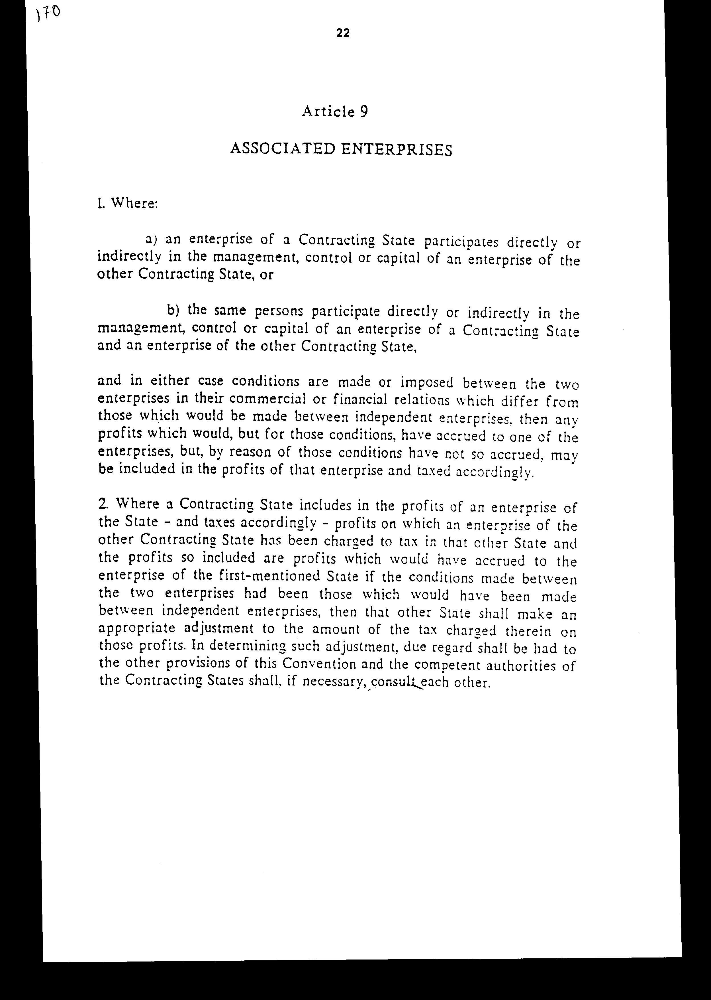 170
22
Article 9
ASSOCIATED ENTERPRISES
1. Where:
a) an enterprise of a Contracting State participates directly or
indirectly in the management, control or capital of an enterprise of the
other Contracting State, or
b) the same persons participate directly or indirectly in the
management, control or capital of an enterprise of a Contracting State
and an enterprise of the other Contracting State,
and in either case conditions are made or imposed between the two
enterprises in their commercial or financial relations which differ from
those which would be made between independent enterprises, then any
profits which would, but for those conditions, have accrued to one of the
enterprises, but, by reason of those conditions have not so accrued, may
be included in the profits of that enterprise and taxed accordingly.
2. Where a Contracting State includes in the profits of an enterprise of
the State - and taxes accordingly - profits on which an enterprise of the
other Contracting State has been charged to tax in that other State and
the profits so included are profits which would have accrued to the
enterprise of the first-mentioned State if the conditions made between
the two enterprises had been those which would have been made
between independent enterprises, then that other State shall make an
appropriate adjustment to the amount of the tax charged therein on
those profits. In determining such adjustment, due regard shall be had to
the other provisions of this Convention and the competent authorities of
the Contracting States shall, if necessary, consult each other.